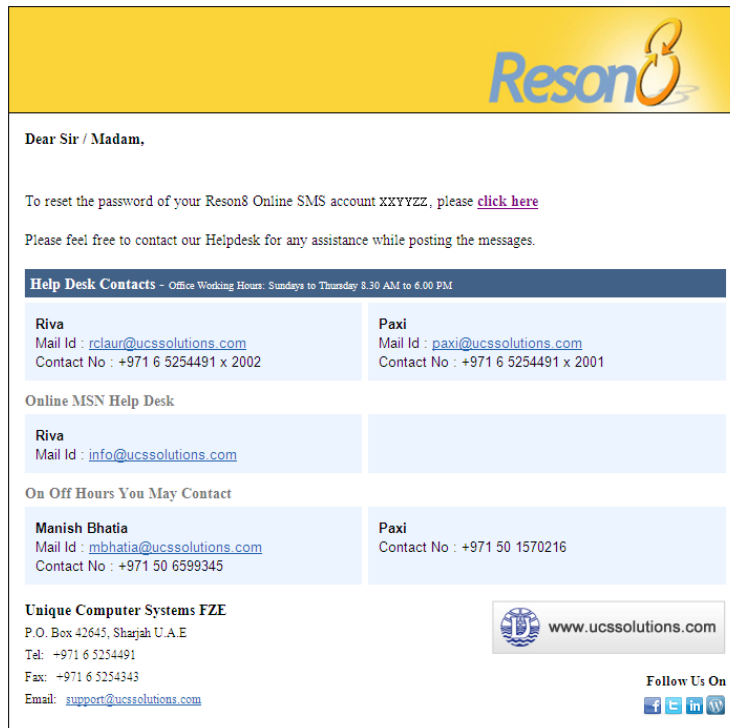 Reson8
Dear Sir / Madam,
To reset the password of your Reson8 Online SMS account XXYYZZ, please click here
Please feel free to contact our Helpdesk for any assistance while posting the messages.
Help Desk Contacts - Office Working Hours: Sundays to Thursday 8.30 AM to 6.00 PM
Riva
Mail Id : rclaur@ucssolutions.com
Contact No : +971 6 5254491 x 2002
Paxi
Mail Id : paxi@ucssolutions.com
Contact No : +971 6 5254491 x 2001
Online MSN Help Desk
Riva
Mail Id : info@ucssolutions.com
On Off Hours You May Contact
Manish Bhatia
Mail Id : mbhatia@ucssolutions.com
Contact No : +971 50 6599345
Paxi
Contact No : +971 50 1570216
Unique Computer Systems FZE
P.O. Box 42645, Sharjah U.A.E
Tel: +971 6 5254491
Fax: +971 6 5254343
Email: support@ucssolutions.com
www.ucssolutions.com
Follow Us On